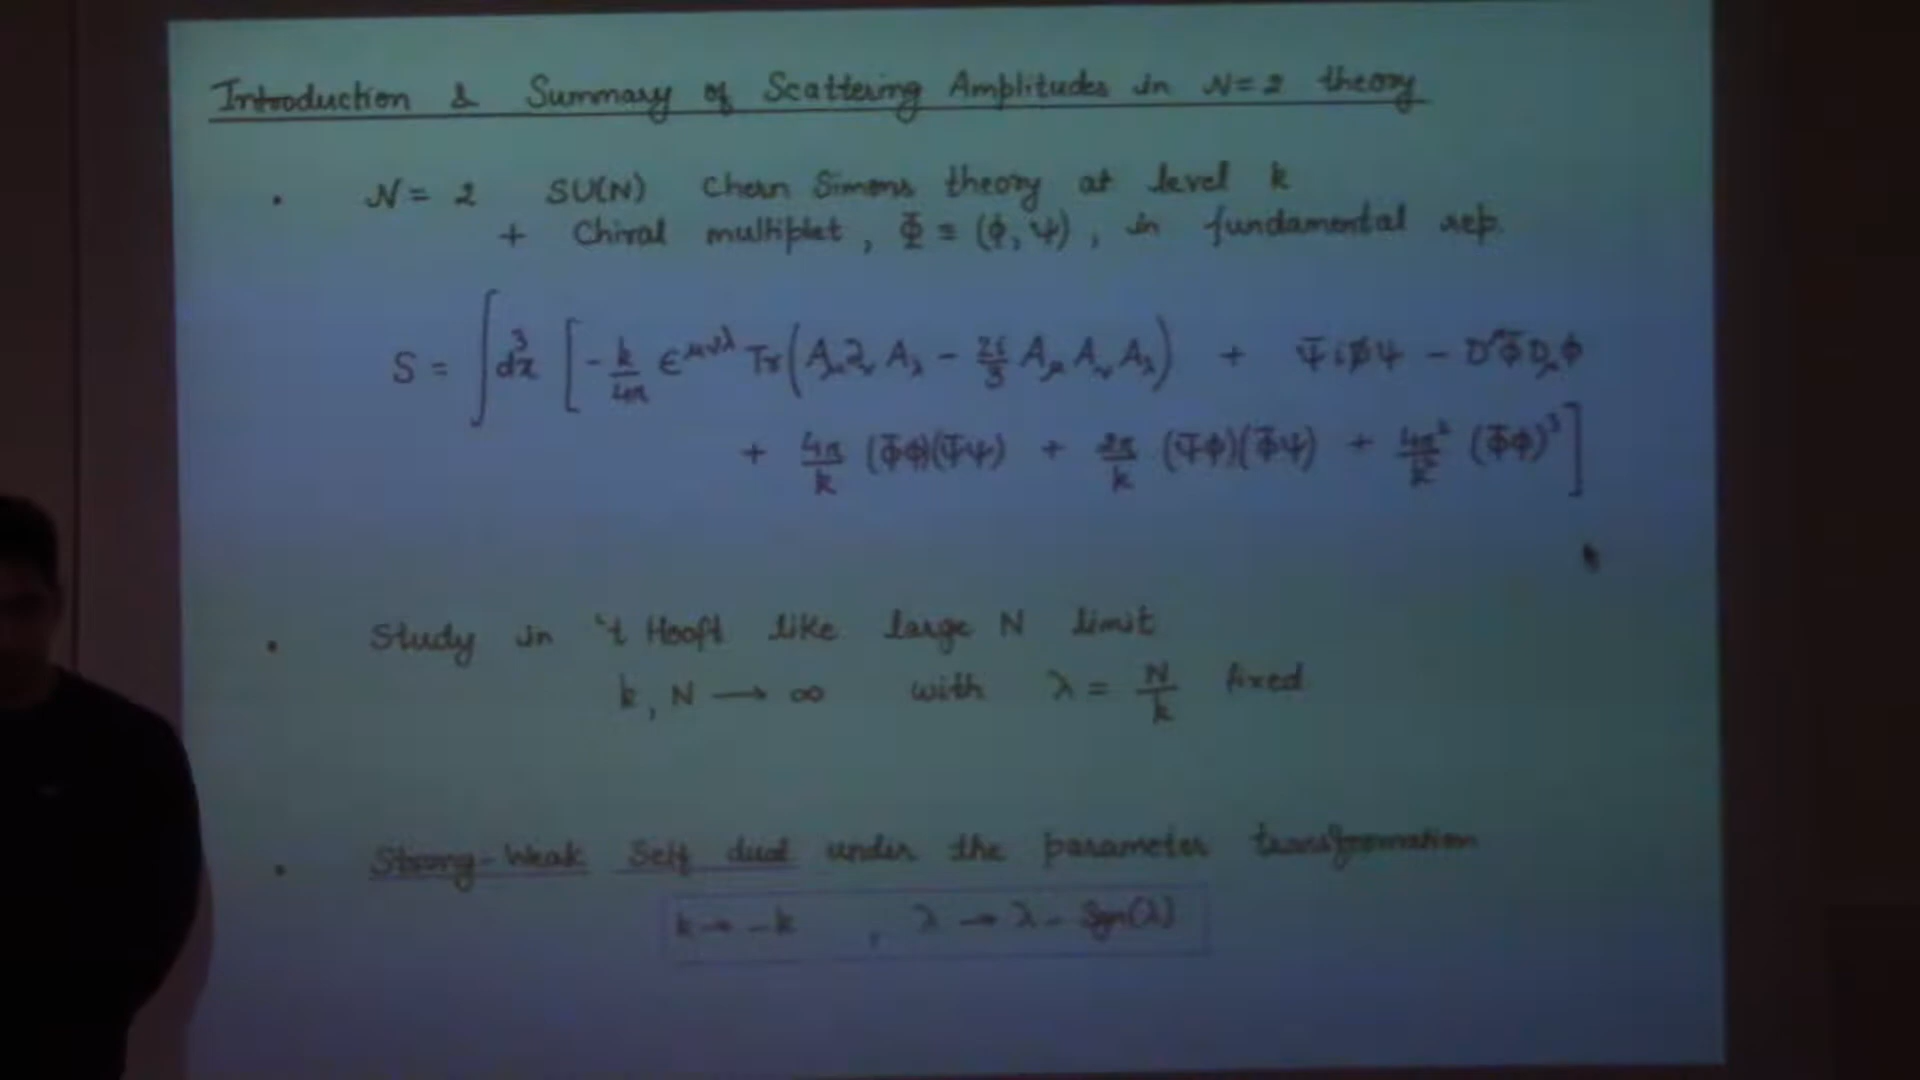 Introduction & Summary of Scattering Amplitudes in N=2 theory
• N = 2 SU(N) Chern Simons theory at level k
+ Chiral multiplet, Φ ≡ (ϕ, ψ), in fundamental rep.
S = ∫d³x [ -k/4π ε^{μνλ} Tr(A_μ ∂_ν A_λ - 2i/3 A_μ A_ν A_λ) + ψ̄ i D̸ ψ - D^μ ϕ̄ D_μ ϕ
+ 4π/k (ϕ̄ϕ)(ψ̄ψ) + 2π/k (ψ̄ϕ)(ϕ̄ψ) + 4π²/k² (ϕ̄ϕ)³ ]
• Study in 't Hooft like large N limit
k, N → ∞ with λ = N/k fixed
• Strong-Weak Self dual under the parameter transformation
k → -k , λ → λ - Sgn(λ)